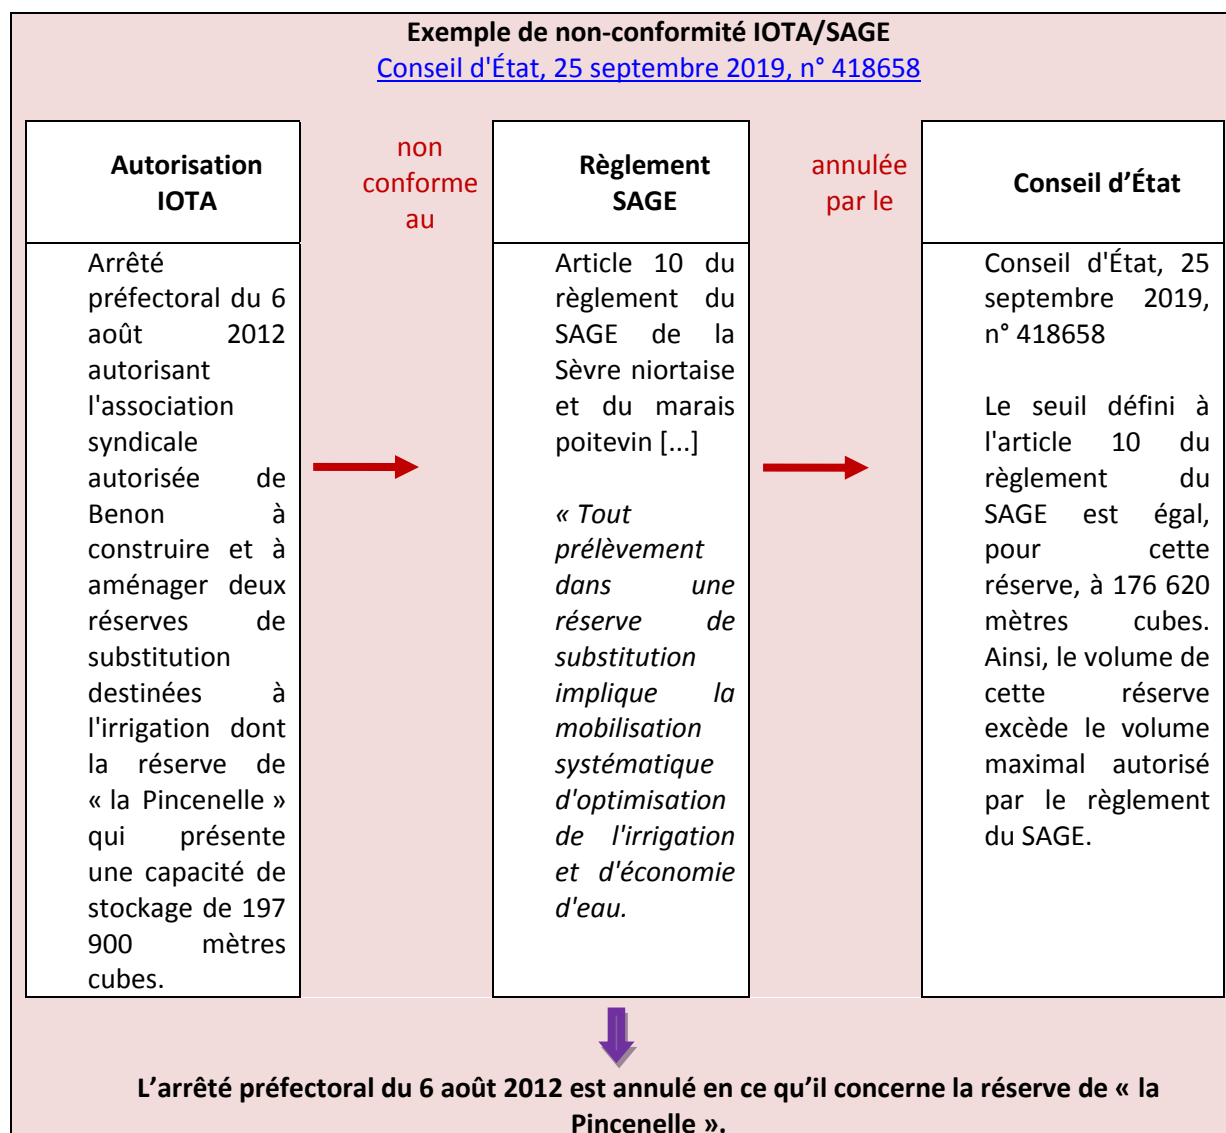 Exemple de non-conformité IOTA/SAGE
Conseil d'État, 25 septembre 2019, n° 418658
Autorisation
IOTA
non
conforme
au
Règlement
SAGE
annulée
par le
Conseil d’État
Arrêté
préfectoral du 6
août 2012
autorisant
l'association
syndicale
autorisée de
Benon à
construire et à
aménager deux
réserves de
substitution
destinées à
l'irrigation dont
la réserve de
« la Pincenelle »
qui présente
une capacité de
stockage de 197
900 mètres
cubes.
Article 10 du
règlement du
SAGE de la
Sèvre niortaise
et du marais
poitevin [...]
« Tout
prélèvement
dans une
réserve de
substitution
implique la
mobilisation
systématique
d'optimisation
de l'irrigation
et d'économie
d'eau.
Conseil d'État, 25
septembre 2019,
n° 418658
Le seuil défini à
l'article 10 du
règlement du
SAGE est égal,
pour cette
réserve, à 176 620
mètres cubes.
Ainsi, le volume de
cette réserve
excède le volume
maximal autorisé
par le règlement
du SAGE.
L’arrêté préfectoral du 6 août 2012 est annulé en ce qu’il concerne la réserve de « la
Pincenelle ».